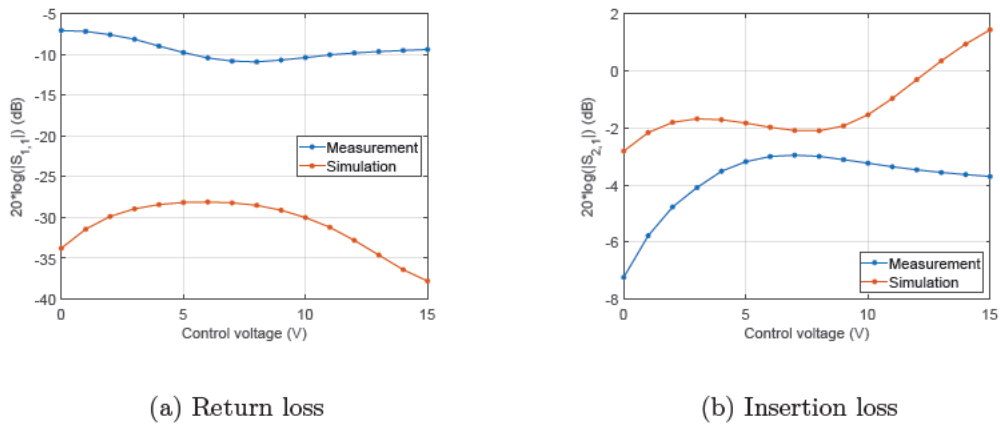 20*log(|S1,1|) (dB)
-5
-10
-15
-20
-25
-30
-35
-40
0 5 10 15
Control voltage (V)
Measurement
Simulation
(a) Return loss
20*log(|S2,1|) (dB)
2
0
-2
-4
-6
-8
0 5 10 15
Control voltage (V)
Measurement
Simulation
(b) Insertion loss